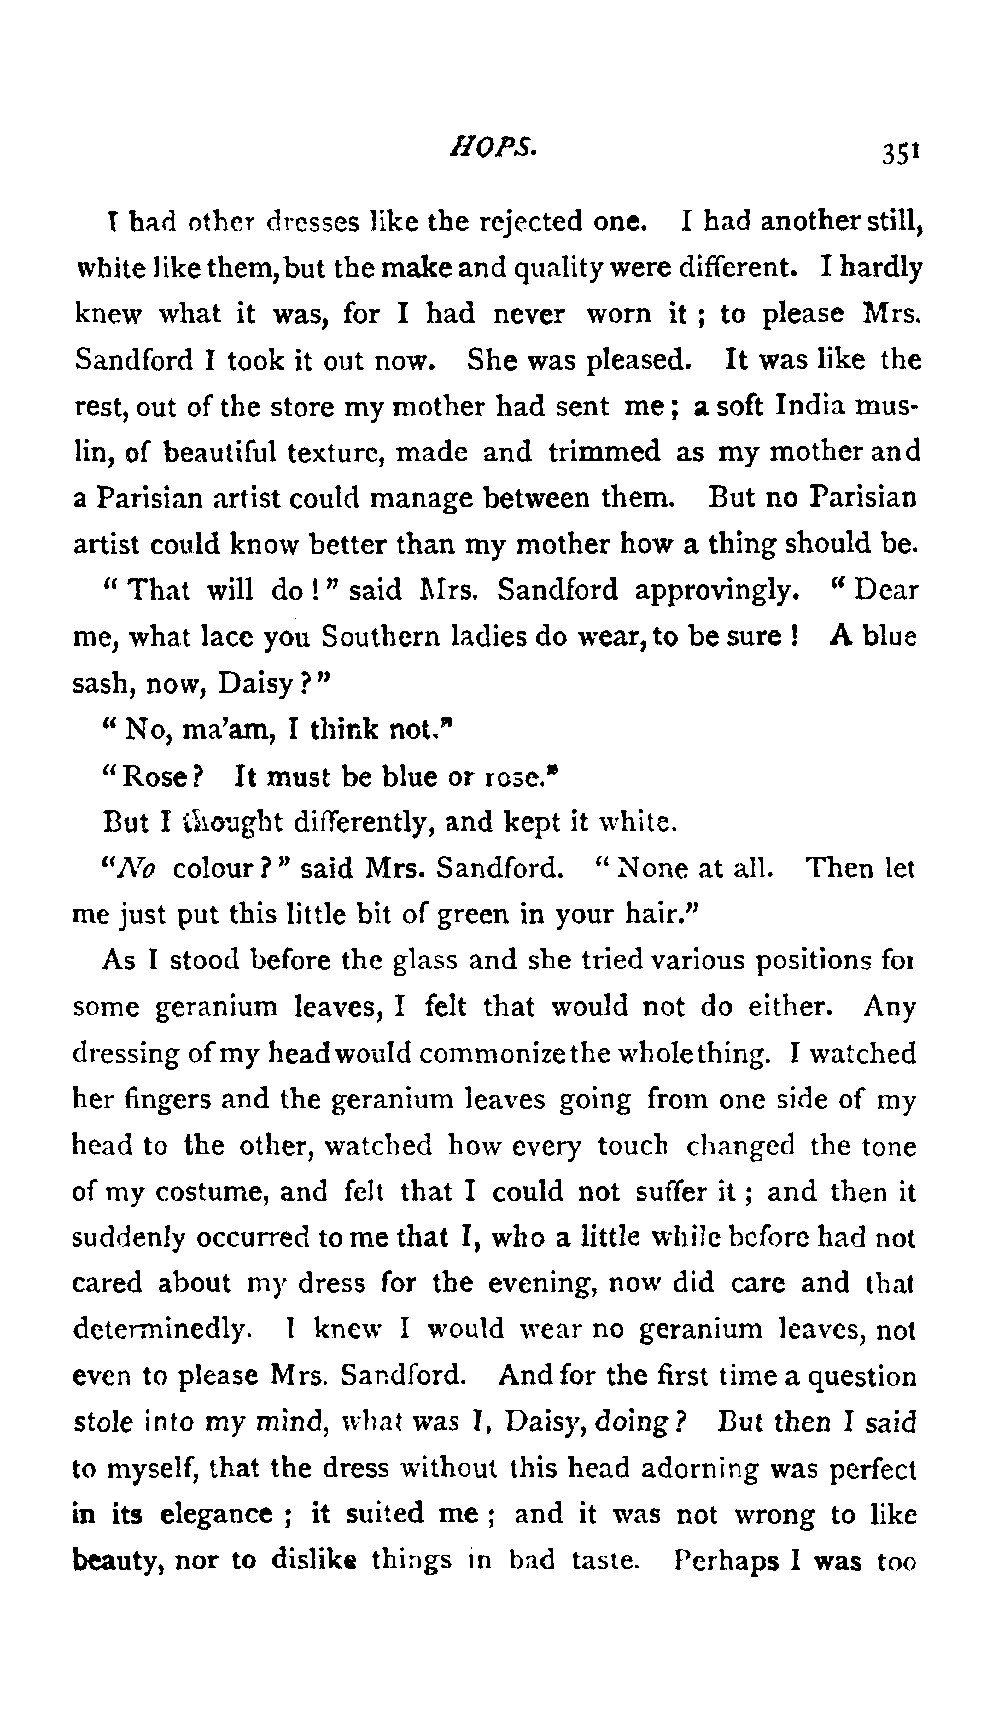 HOPS. 351
I had other dresses like the rejected one. I had another still,
white like them, but the make and quality were different. I hardly
knew what it was, for I had never worn it ; to please Mrs.
Sandford I took it out now. She was pleased. It was like the
rest, out of the store my mother had sent me ; a soft India mus-
lin, of beautiful texture, made and trimmed as my mother and
a Parisian artist could manage between them. But no Parisian
artist could know better than my mother how a thing should be.
“ That will do ! ” said Mrs. Sandford approvingly. “ Dear
me, what lace you Southern ladies do wear, to be sure ! A blue
sash, now, Daisy ? ”
“ No, ma’am, I think not.”
“ Rose ? It must be blue or rose.”
But I thought differently, and kept it white.
“No colour ? ” said Mrs. Sandford. “ None at all. Then let
me just put this little bit of green in your hair.”
As I stood before the glass and she tried various positions for
some geranium leaves, I felt that would not do either. Any
dressing of my head would commonize the whole thing. I watched
her fingers and the geranium leaves going from one side of my
head to the other, watched how every touch changed the tone
of my costume, and felt that I could not suffer it ; and then it
suddenly occurred to me that I, who a little while before had not
cared about my dress for the evening, now did care and that
determinedly. I knew I would wear no geranium leaves, not
even to please Mrs. Sandford. And for the first time a question
stole into my mind, what was I, Daisy, doing ? But then I said
to myself, that the dress without this head adorning was perfect
in its elegance ; it suited me ; and it was not wrong to like
beauty, nor to dislike things in bad taste. Perhaps I was too